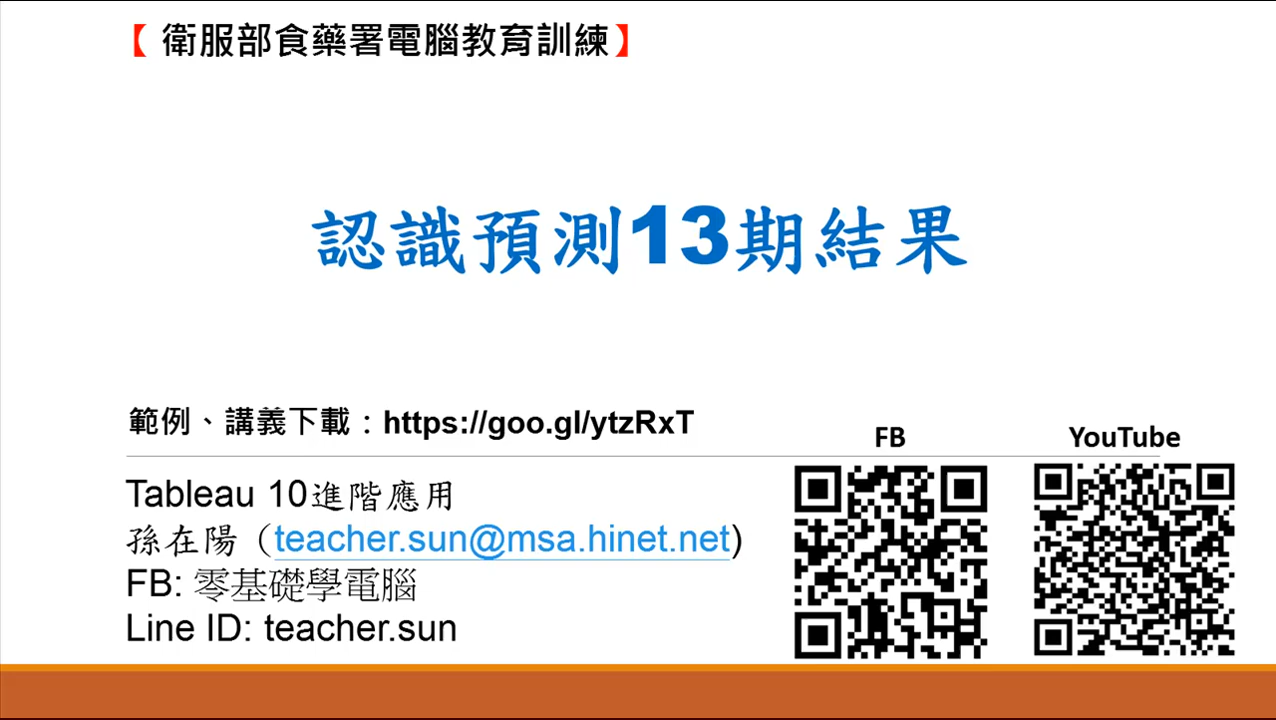 【 衛服部食藥署電腦教育訓練】
認識預測13期結果
範例、講義下載：https://goo.gl/ytzRxT
FB
YouTube
Tableau 10進階應用
孫在陽（teacher.sun@msa.hinet.net)
FB: 零基礎學電腦
Line ID: teacher.sun